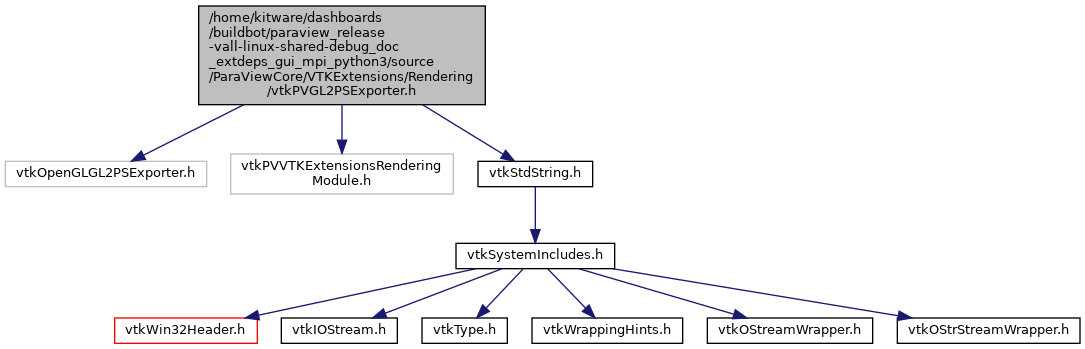 /home/kitware/dashboards
/buildbot/paraview_release
-vall-linux-shared-debug_doc
_extdeps_gui_mpi_python3/source
/ParaViewCore/VTKExtensions/Rendering
/vtkPVGL2PSExporter.h
vtkOpenGLGL2PSExporter.h
vtkPVVTKExtensionsRendering
Module.h
vtkStdString.h
vtkSystemIncludes.h
vtkWin32Header.h
vtkIOStream.h
vtkType.h
vtkWrappingHints.h
vtkOStreamWrapper.h
vtkOStrStreamWrapper.h